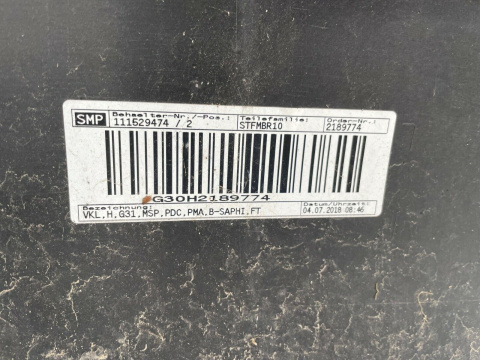 SMP Behaelter-Nr./-Pos.: Teilefamilie: Order-Nr.:
111629474 / 2 STFMBR10 2189774
G30H2189774
Bezeichnung: Datum/Uhrzeit:
VKL,H,G31,MSP,PDC,PMA,B-SAPHI,FT 04.07.2018-08:46